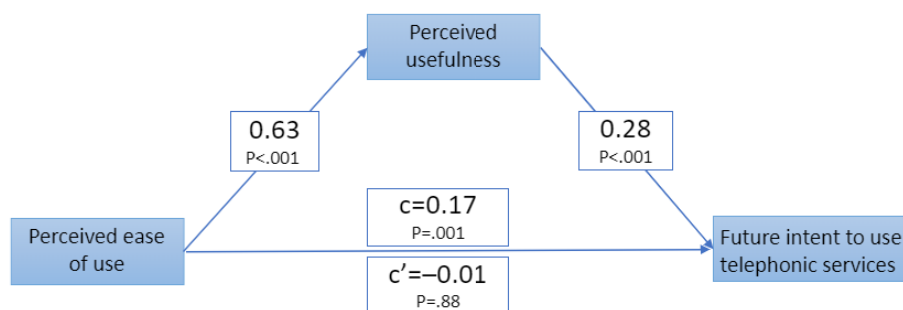 Perceived
usefulness
0.63
P<.001
0.28
P<.001
c=0.17
P=.001
Perceived ease
of use
Future intent to use
telephonic services
c’=–0.01
P=.88